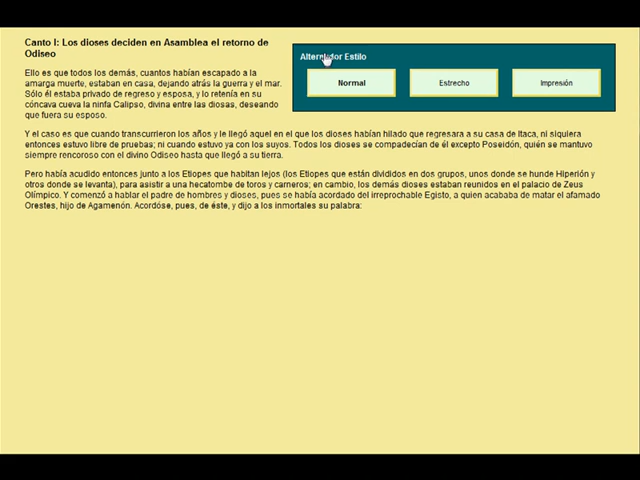 Canto I: Los dioses deciden en Asamblea el retorno de
Odiseo
Alternador Estilo
Normal
Estrecho
Impresión
Ello es que todos los demás, cuantos habían escapado a la
amarga muerte, estaban en casa, dejando atrás la guerra y el mar.
Sólo él estaba privado de regreso y esposa, y lo retenía en su
cóncava cueva la ninfa Calipso, divina entre las diosas, deseando
que fuera su esposo.
Y el caso es que cuando transcurrieron los años y le llegó aquel en el que los dioses habían hilado que regresara a su casa de Itaca, ni siquiera
entonces estuvo libre de pruebas; ni cuando estuvo ya con los suyos. Todos los dioses se compadecían de él excepto Poseidón, quién se mantuvo
siempre rencoroso con el divino Odiseo hasta que llegó a su tierra.
Pero había acudido entonces junto a los Etiopes que habitan lejos (los Etiopes que están divididos en dos grupos, unos donde se hunde Hiperión y
otros donde se levanta), para asistir a una hecatombe de toros y carneros; en cambio, los demás dioses estaban reunidos en el palacio de Zeus
Olímpico. Y comenzó a hablar el padre de hombres y dioses, pues se había acordado del irreprochable Egisto, a quien acababa de matar el afamado
Orestes, hijo de Agamenón. Acordóse, pues, de éste, y dijo a los inmortales su palabra: